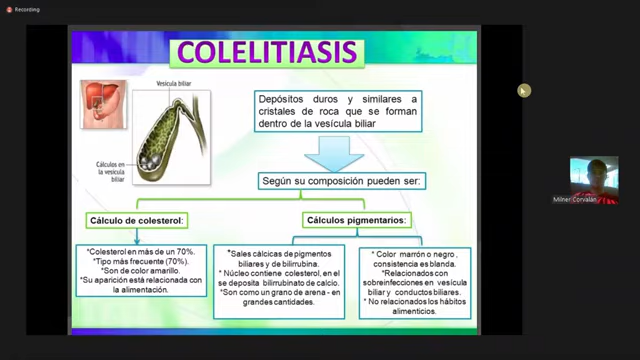 Recording
COLELITIASIS
Vesícula biliar
Cálculos en
la vesícula
biliar
Depósitos duros y similares a
cristales de roca que se forman
dentro de la vesícula biliar
Según su composición pueden ser:
Cálculo de colesterol:
Cálculos pigmentarios:
*Colesterol en màs de un 70%.
*Tipo màs frecuente (70%).
*Son de color amarillo.
*Su aparición está relacionada con
la alimentación.
*Sales cálcicas de pigmentos
biliares y de bilirrubina.
* Núcleo contiene colesterol, en el
se deposita bilirrubinato de calcio.
*Son como un grano de arena - en
grandes cantidades.
* Color marrón o negro ,
consistencia es blanda.
*Relacionados con
sobreinfecciones en vesícula
biliar y conductos biliares.
* No relacionados los hábitos
alimenticios.
Milner Corvalán